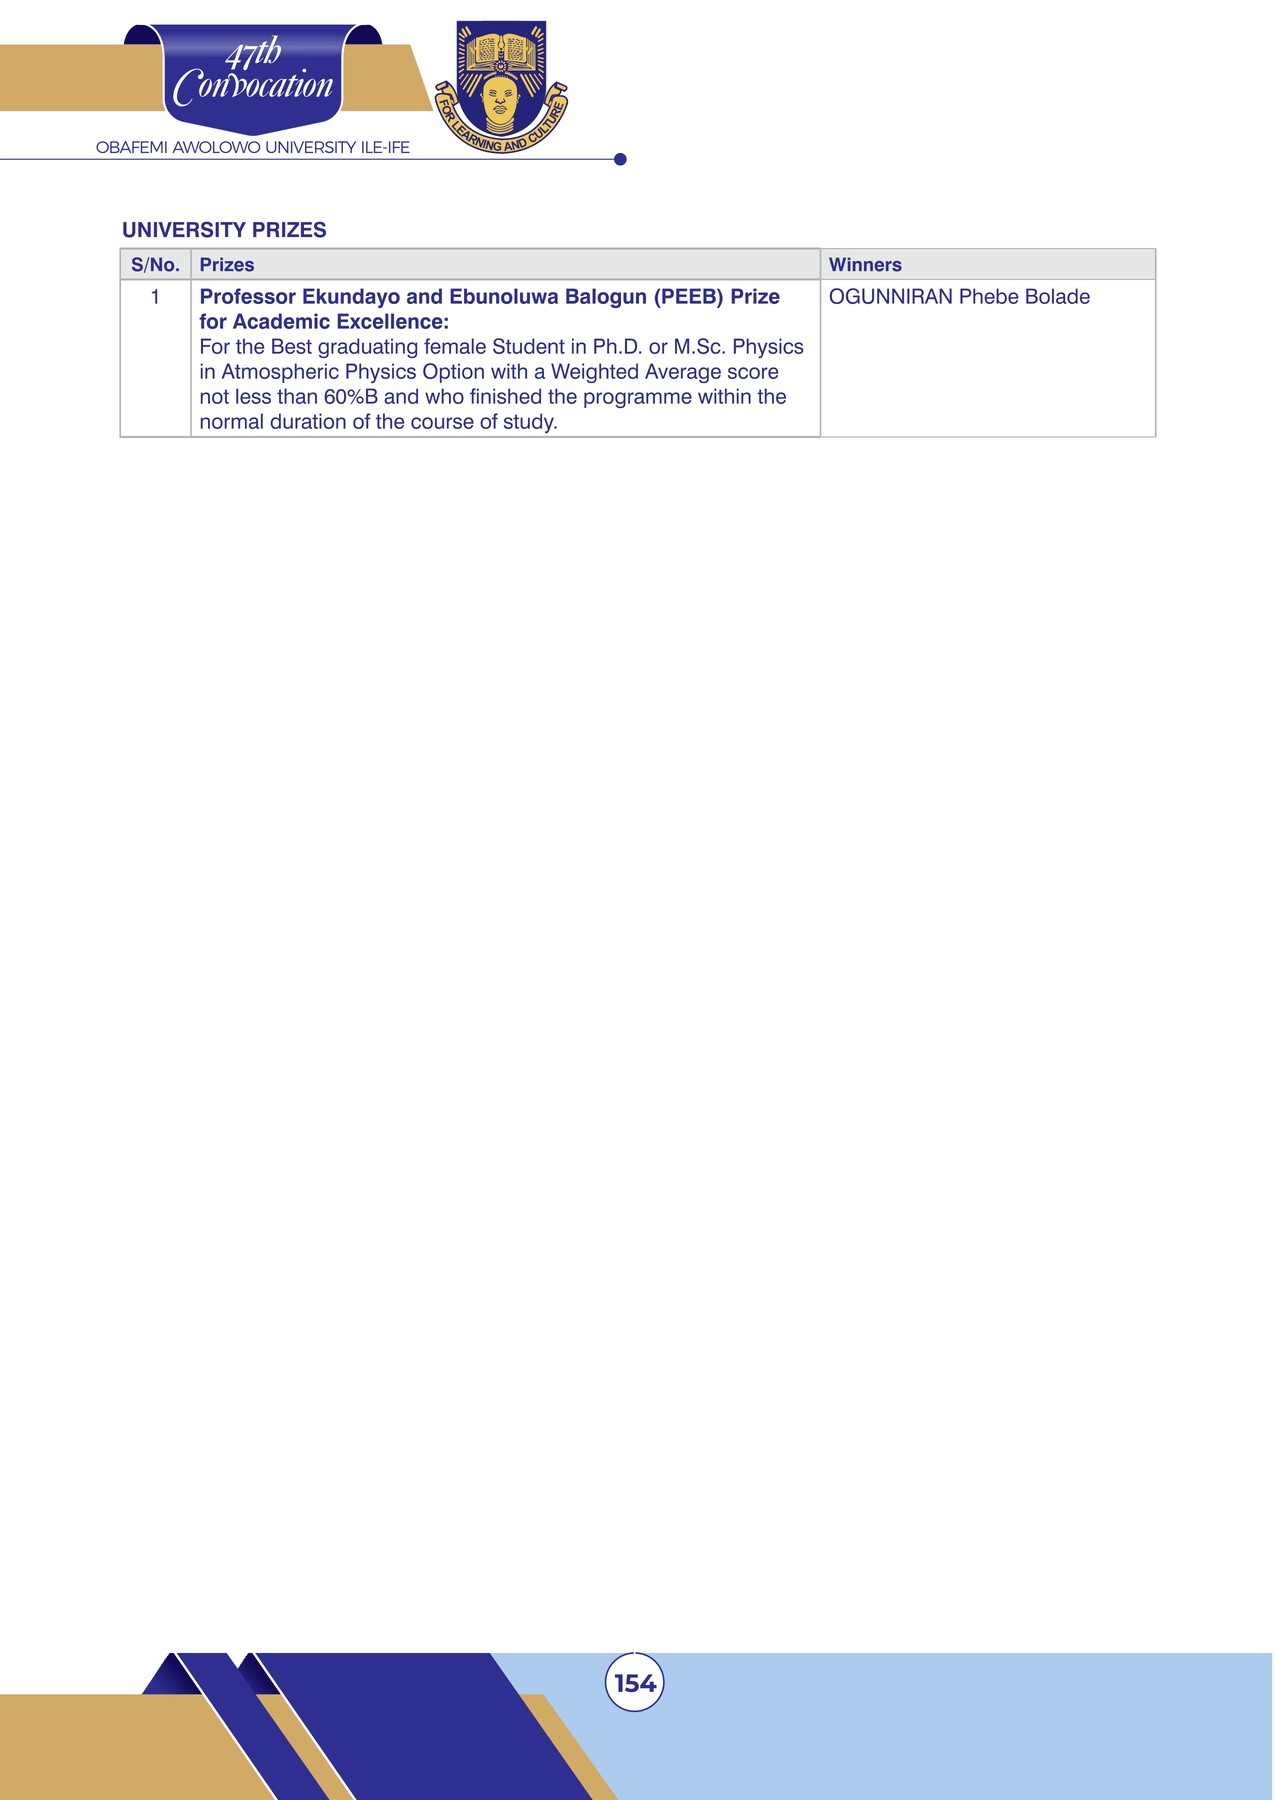 47th
Convocation
FOR LEARNING AND CULTURE
OBAFEMI AWOLOWO UNIVERSITY ILE-IFE
UNIVERSITY PRIZES
S/No. Prizes Winners
1 Professor Ekundayo and Ebunoluwa Balogun (PEEB) Prize OGUNNIRAN Phebe Bolade
for Academic Excellence:
For the Best graduating female Student in Ph.D. or M.Sc. Physics
in Atmospheric Physics Option with a Weighted Average score
not less than 60%B and who finished the programme within the
normal duration of the course of study.
154